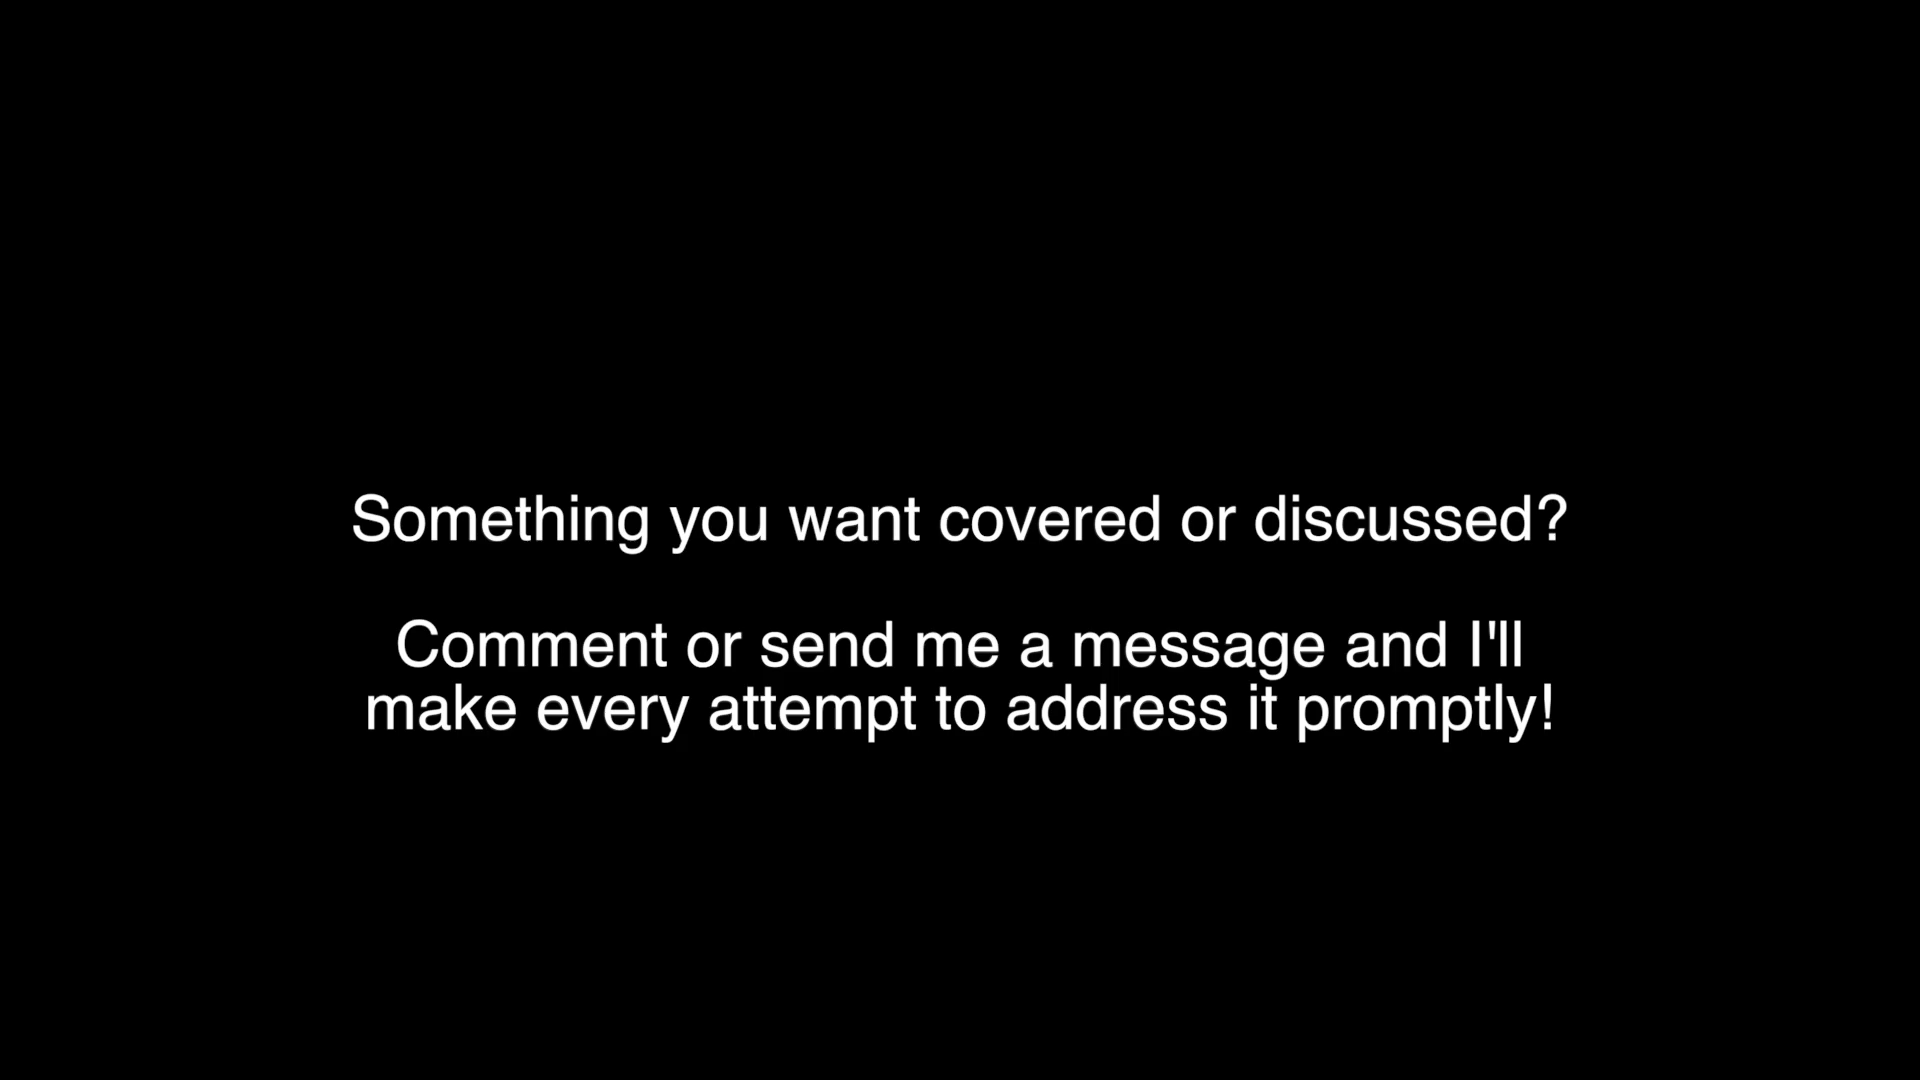 Something you want covered or discussed?
Comment or send me a message and I'll
make every attempt to address it promptly!